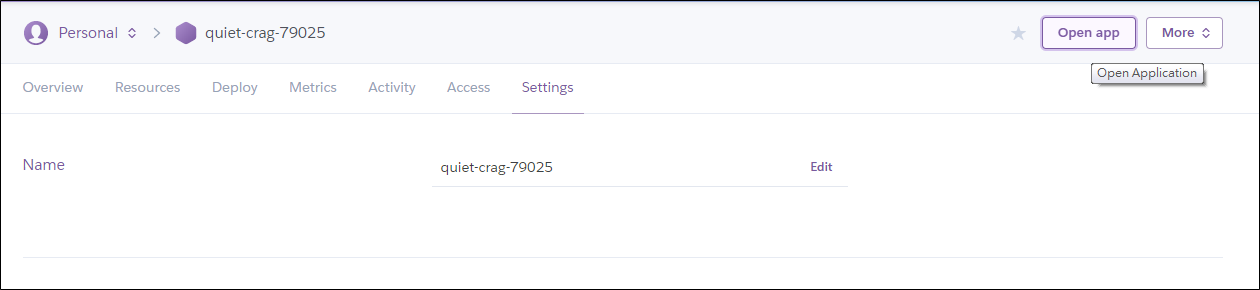 Personal quiet-crag-79025 Open app More
Open Application
Overview Resources Deploy Metrics Activity Access Settings
Name quiet-crag-79025 Edit